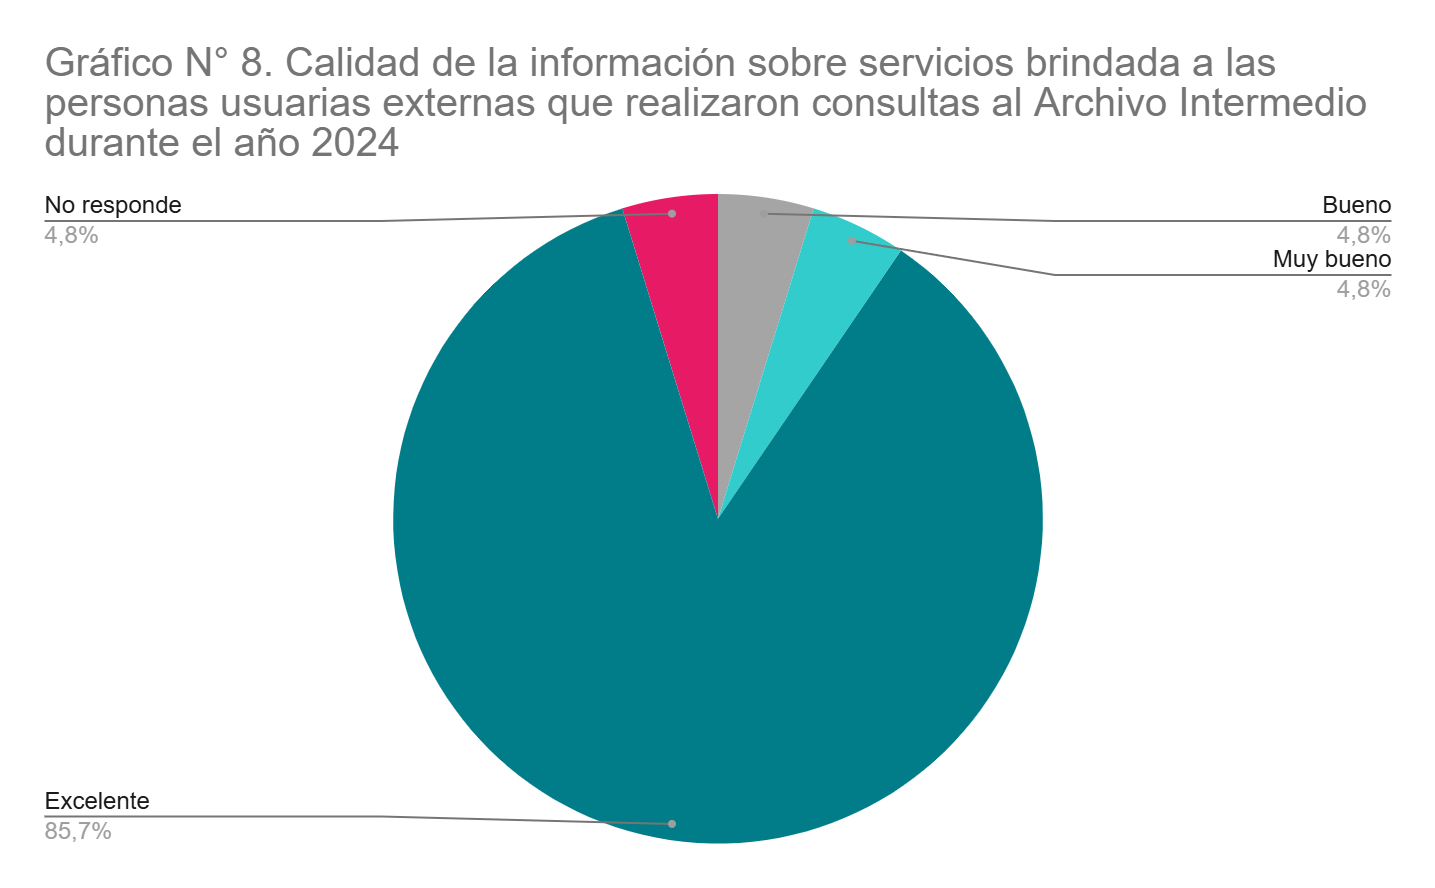 Gráfico N° 8. Calidad de la información sobre servicios brindada a las
personas usuarias externas que realizaron consultas al Archivo Intermedio
durante el año 2024
No responde
4,8%
Bueno
4,8%
Muy bueno
4,8%
Excelente
85,7%